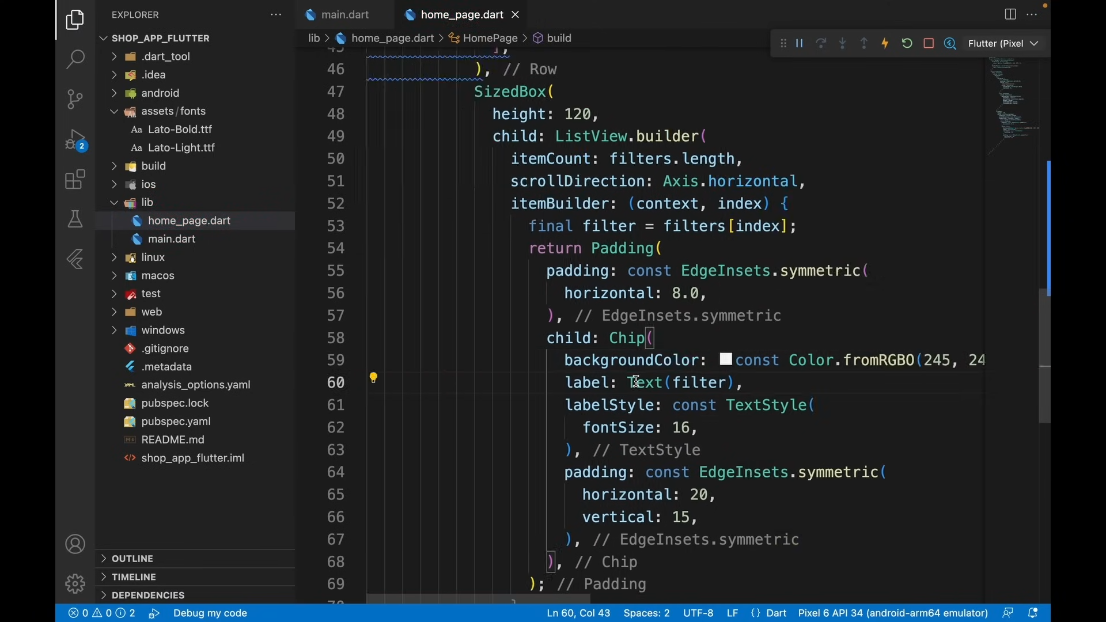 EXPLORER
main.dart
home_page.dart
lib > home_page.dart > HomePage > build
Flutter (Pixel
SHOP_APP_FLUTTER
.dart_tool
.idea
android
assets/fonts
Aa Lato-Bold.ttf
Aa Lato-Light.ttf
build
ios
lib
home_page.dart
main.dart
linux
macos
test
web
windows
.gitignore
.metadata
analysis_options.yaml
pubspec.lock
pubspec.yaml
README.md
shop_app_flutter.iml
OUTLINE
TIMELINE
DEPENDENCIES
2
46 ), // Row
47 SizedBox(
48 height: 120,
49 child: ListView.builder(
50 itemCount: filters.length,
51 scrollDirection: Axis.horizontal,
52 itemBuilder: (context, index) {
53 final filter = filters[index];
54 return Padding(
55 padding: const EdgeInsets.symmetric(
56 horizontal: 8.0,
57 ), // EdgeInsets.symmetric
58 child: Chip(
59 backgroundColor: const Color.fromRGBO(245, 24
60 label: Text(filter),
61 labelStyle: const TextStyle(
62 fontSize: 16,
63 ), // TextStyle
64 padding: const EdgeInsets.symmetric(
65 horizontal: 20,
66 vertical: 15,
67 ), // EdgeInsets.symmetric
68 ), // Chip
69 ); // Padding
0 0 2 Debug my code
Ln 60, Col 43 Spaces: 2 UTF-8 LF {} Dart Pixel 6 API 34 (android-arm64 emulator)